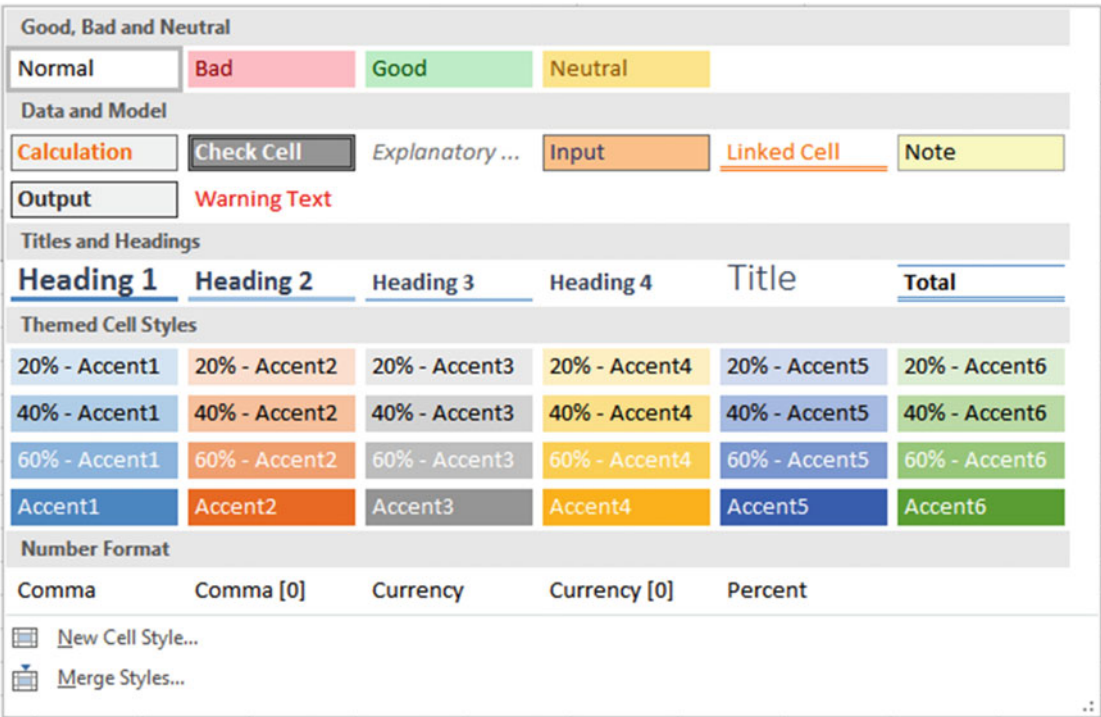 Good, Bad and Neutral
Normal Bad Good Neutral
Data and Model
Calculation Check Cell Explanatory ... Input Linked Cell Note
Output Warning Text
Titles and Headings
Heading 1 Heading 2 Heading 3 Heading 4 Title Total
Themed Cell Styles
20% - Accent1 20% - Accent2 20% - Accent3 20% - Accent4 20% - Accent5 20% - Accent6
40% - Accent1 40% - Accent2 40% - Accent3 40% - Accent4 40% - Accent5 40% - Accent6
60% - Accent1 60% - Accent2 60% - Accent3 60% - Accent4 60% - Accent5 60% - Accent6
Accent1 Accent2 Accent3 Accent4 Accent5 Accent6
Number Format
Comma Comma [0] Currency Currency [0] Percent
New Cell Style...
Merge Styles...